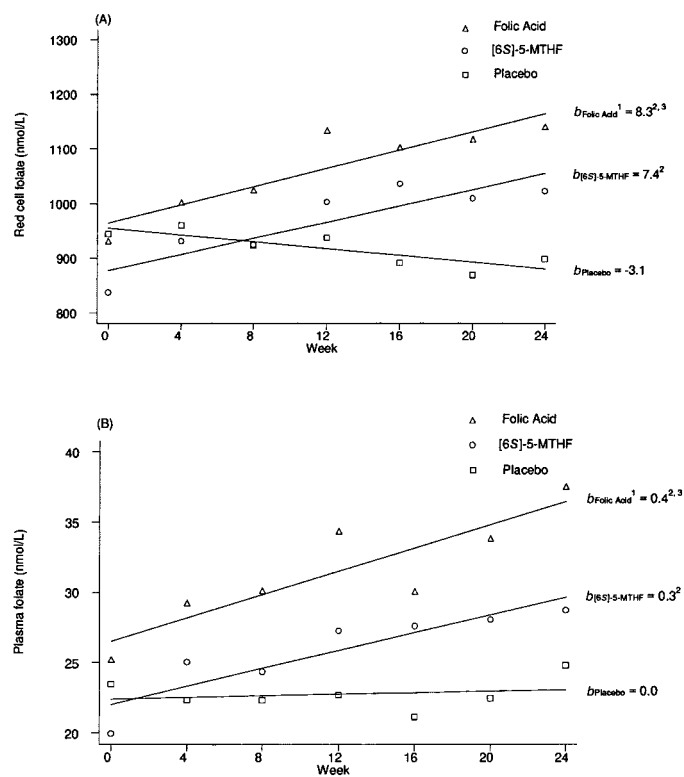 (A)
Folic Acid
[6S]-5-MTHF
Placebo
1300
1200
1100
1000
900
800
Red cell folate (nmol/L)
bFolic Acid¹ = 8.3²,³
b[6S]-5-MTHF = 7.4²
bPlacebo = -3.1
0 4 8 12 16 20 24
Week
(B)
Folic Acid
[6S]-5-MTHF
Placebo
40
35
30
25
20
Plasma folate (nmol/L)
bFolic Acid¹ = 0.4²,³
b[6S]-5-MTHF = 0.3²
bPlacebo = 0.0
0 4 8 12 16 20 24
Week